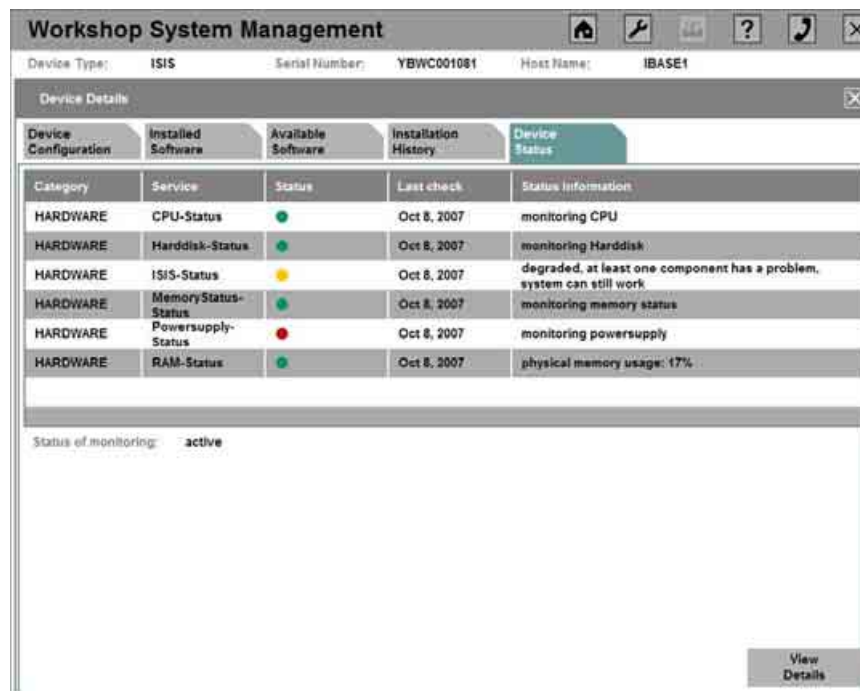 Workshop System Management
?
Device Type: ISIS Serial Number: YBWC001081 Host Name: IBASE1
Device Details
Device Configuration
Installed Software
Available Software
Installation History
Device Status
Category Service Status Last check Status Information
HARDWARE CPU-Status Oct 8, 2007 monitoring CPU
HARDWARE Harddisk-Status Oct 8, 2007 monitoring Harddisk
HARDWARE ISIS-Status Oct 8, 2007 degraded, at least one component has a problem,
system can still work
HARDWARE MemoryStatus-
Status Oct 8, 2007 monitoring memory status
HARDWARE Powersupply-
Status Oct 8, 2007 monitoring powersupply
HARDWARE RAM-Status Oct 8, 2007 physical memory usage: 17%
Status of monitoring: active
View
Details